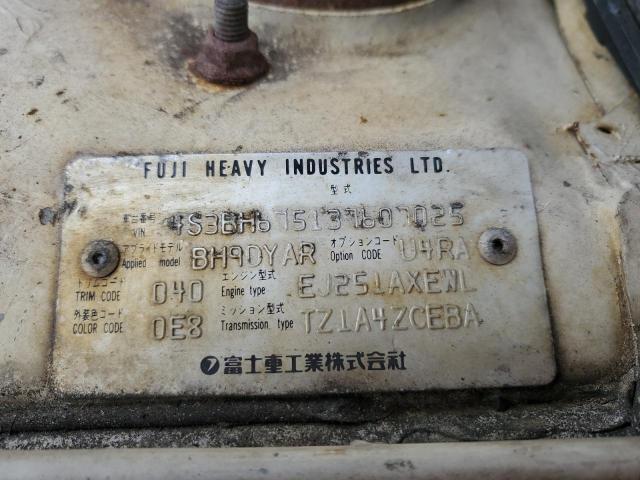 FUJI HEAVY INDUSTRIES LTD.
型式
車台番号 VIN 4S3BH675137607025
アプライドモデル Applied model BH9DYAR オプションコード Option CODE U4RA
トリムコード TRIM CODE 040 エンジン型式 Engine type EJ251AXEWL
外装色コード COLOR CODE 0E8 ミッション型式 Transmission type TZ1A4ZCEBA
富士重工業株式会社